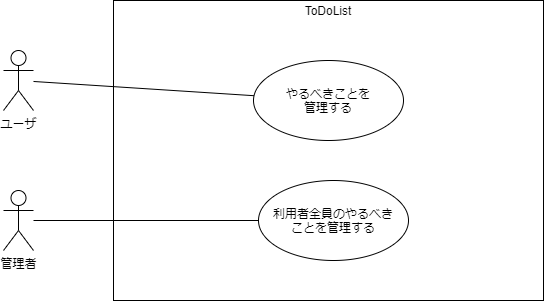 ToDoList
やるべきことを
管理する
ユーザ
利用者全員のやるべき
ことを管理する
管理者